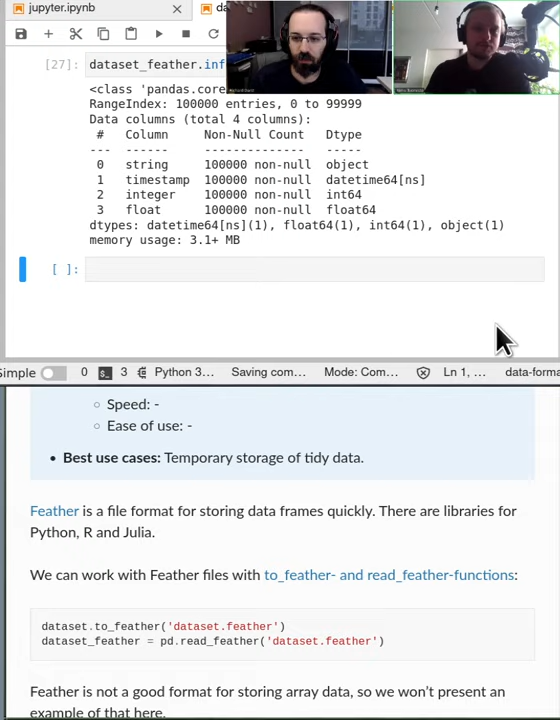 jupyter.ipynb
da
[27]: dataset_feather.inf
<class 'pandas.core
RangeIndex: 100000 entries, 0 to 99999
Data columns (total 4 columns):
# Column Non-Null Count Dtype
--- ------ -------------- -----
0 string 100000 non-null object
1 timestamp 100000 non-null datetime64[ns]
2 integer 100000 non-null int64
3 float 100000 non-null float64
dtypes: datetime64[ns](1), float64(1), int64(1), object(1)
memory usage: 3.1+ MB
[ ]:
Simple 0 3 Python 3… Saving com… Mode: Com… Ln 1, … data-forma
Speed: -
Ease of use: -
Best use cases: Temporary storage of tidy data.
Feather is a file format for storing data frames quickly. There are libraries for
Python, R and Julia.
We can work with Feather files with to_feather- and read_feather-functions:
dataset.to_feather('dataset.feather')
dataset_feather = pd.read_feather('dataset.feather')
Feather is not a good format for storing array data, so we won't present an
example of that here.